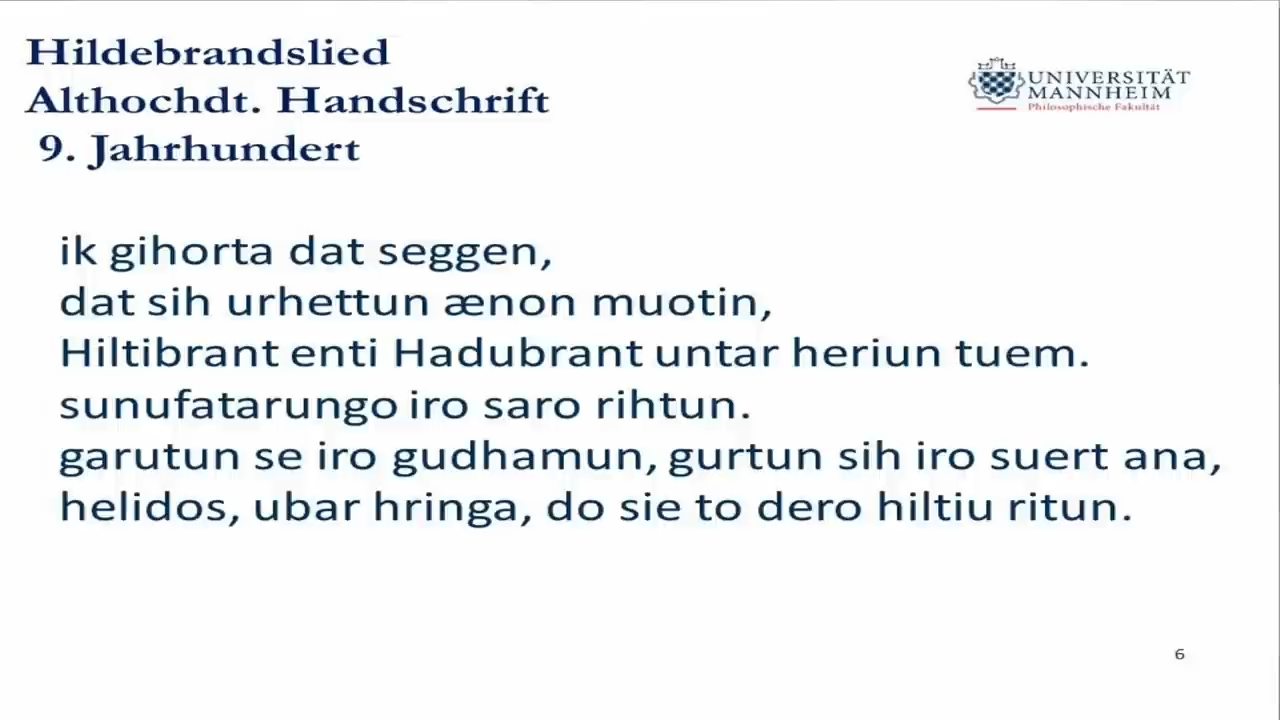 Hildebrandslied
Althochdt. Handschrift
9. Jahrhundert
UNIVERSITÄT
MANNHEIM
Philosophische Fakultät
ik gihorta dat seggen,
dat sih urhettun ænon muotin,
Hiltibrant enti Hadubrant untar heriun tuem.
sunufatarungo iro saro rihtun.
garutun se iro gudhamun, gurtun sih iro suert ana,
helidos, ubar hringa, do sie to dero hiltiu ritun.
6